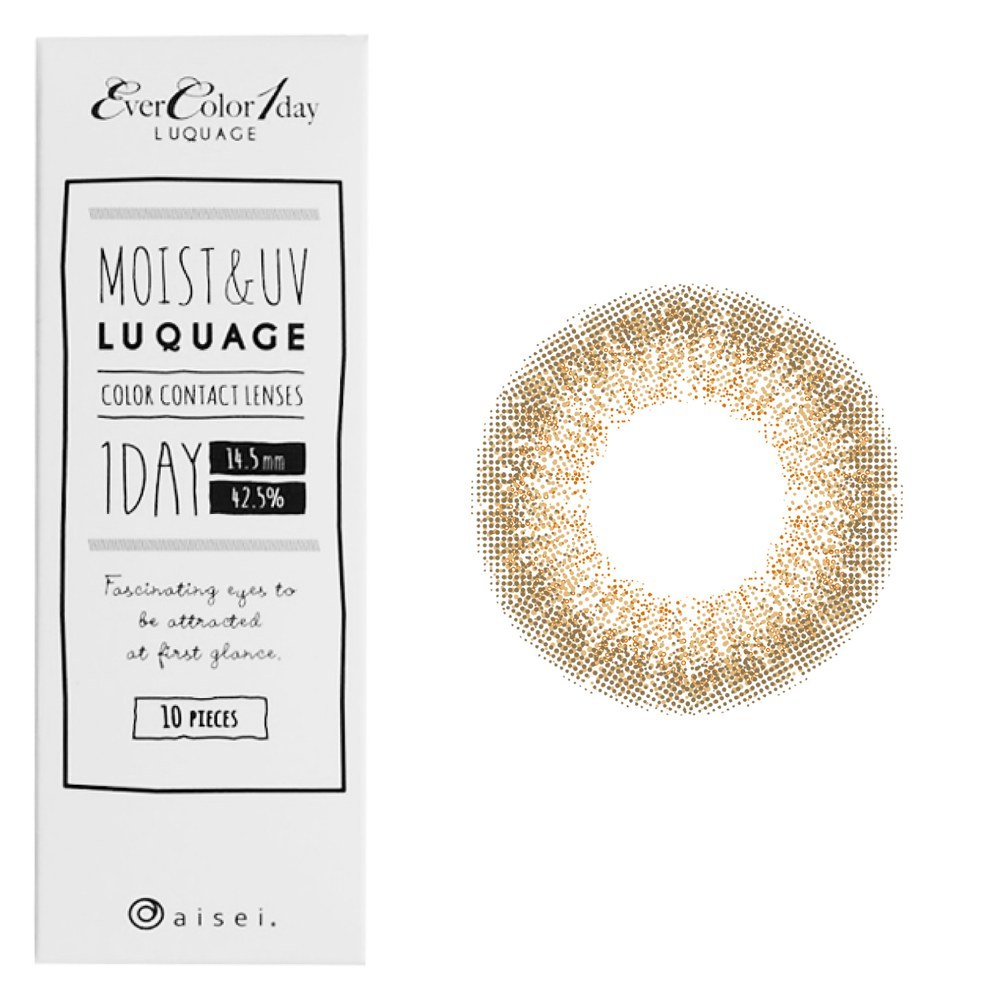 EverColor1day
LUQUAGE
MOIST&UV
LUQUAGE
COLOR CONTACT LENSES
1DAY
14.5mm
42.5%
Fascinating eyes to
be attracted
at first glance.
10 PIECES
aisei.